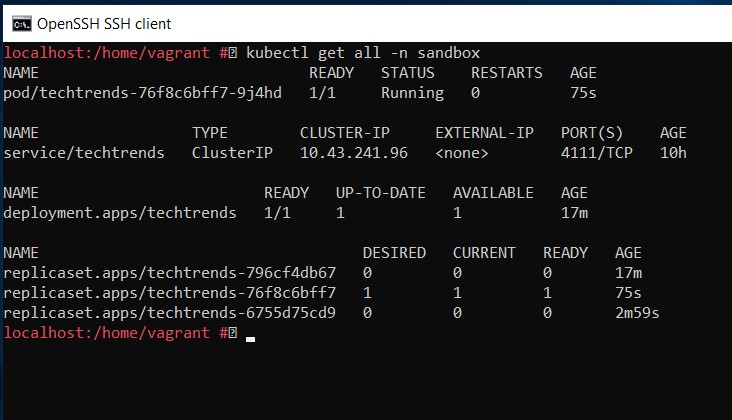 OpenSSH SSH client
localhost:/home/vagrant # kubectl get all -n sandbox
NAME READY STATUS RESTARTS AGE
pod/techtrends-76f8c6bff7-9j4hd 1/1 Running 0 75s
NAME TYPE CLUSTER-IP EXTERNAL-IP PORT(S) AGE
service/techtrends ClusterIP 10.43.241.96 <none> 4111/TCP 10h
NAME READY UP-TO-DATE AVAILABLE AGE
deployment.apps/techtrends 1/1 1 1 17m
NAME DESIRED CURRENT READY AGE
replicaset.apps/techtrends-796cf4db67 0 0 0 17m
replicaset.apps/techtrends-76f8c6bff7 1 1 1 75s
replicaset.apps/techtrends-6755d75cd9 0 0 0 2m59s
localhost:/home/vagrant #